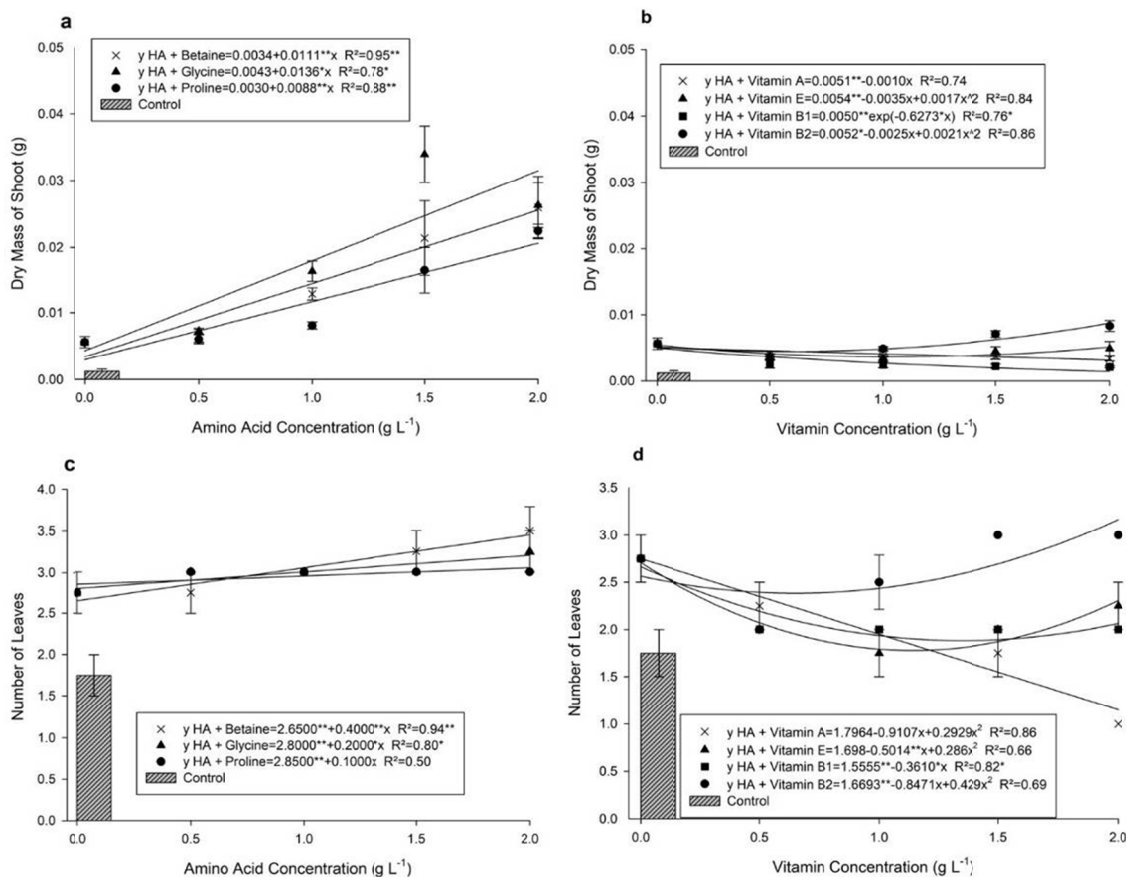 a
y HA + Betaine=0.0034+0.0111**x R²=0.95**
y HA + Glycine=0.0043+0.0136*x R²=0.78*
y HA + Proline=0.0030+0.0088**x R²=0.88**
Control
Dry Mass of Shoot (g)
0.05
0.04
0.03
0.02
0.01
0.00
0.0 0.5 1.0 1.5 2.0
Amino Acid Concentration (g L⁻¹)
b
y HA + Vitamin A=0.0051**-0.0010x R²=0.74
y HA + Vitamin E=0.0054**-0.0035x+0.0017x^2 R²=0.84
y HA + Vitamin B1=0.0050**exp(-0.6273*x) R²=0.76*
y HA + Vitamin B2=0.0052*-0.0025x+0.0021x^2 R²=0.86
Control
Dry Mass of Shoot (g)
0.05
0.04
0.03
0.02
0.01
0.00
0.0 0.5 1.0 1.5 2.0
Vitamin Concentration (g L⁻¹)
c
Number of Leaves
4.0
3.5
3.0
2.5
2.0
1.5
1.0
0.5
0.0
y HA + Betaine=2.6500**+0.4000**x R²=0.94**
y HA + Glycine=2.8000**+0.2000*x R²=0.80*
y HA + Proline=2.8500**+0.1000x R²=0.50
Control
0.0 0.5 1.0 1.5 2.0
Amino Acid Concentration (g L⁻¹)
d
Number of Leaves
3.5
3.0
2.5
2.0
1.5
1.0
0.5
0.0
y HA + Vitamin A=1.7964-0.9107x+0.2929x² R²=0.86
y HA + Vitamin E=1.698-0.5014**x+0.286x² R²=0.66
y HA + Vitamin B1=1.5555**-0.3610*x R²=0.82*
y HA + Vitamin B2=1.6693**-0.8471x+0.429x² R²=0.69
Control
0.0 0.5 1.0 1.5 2.0
Vitamin Concentration (g L⁻¹)